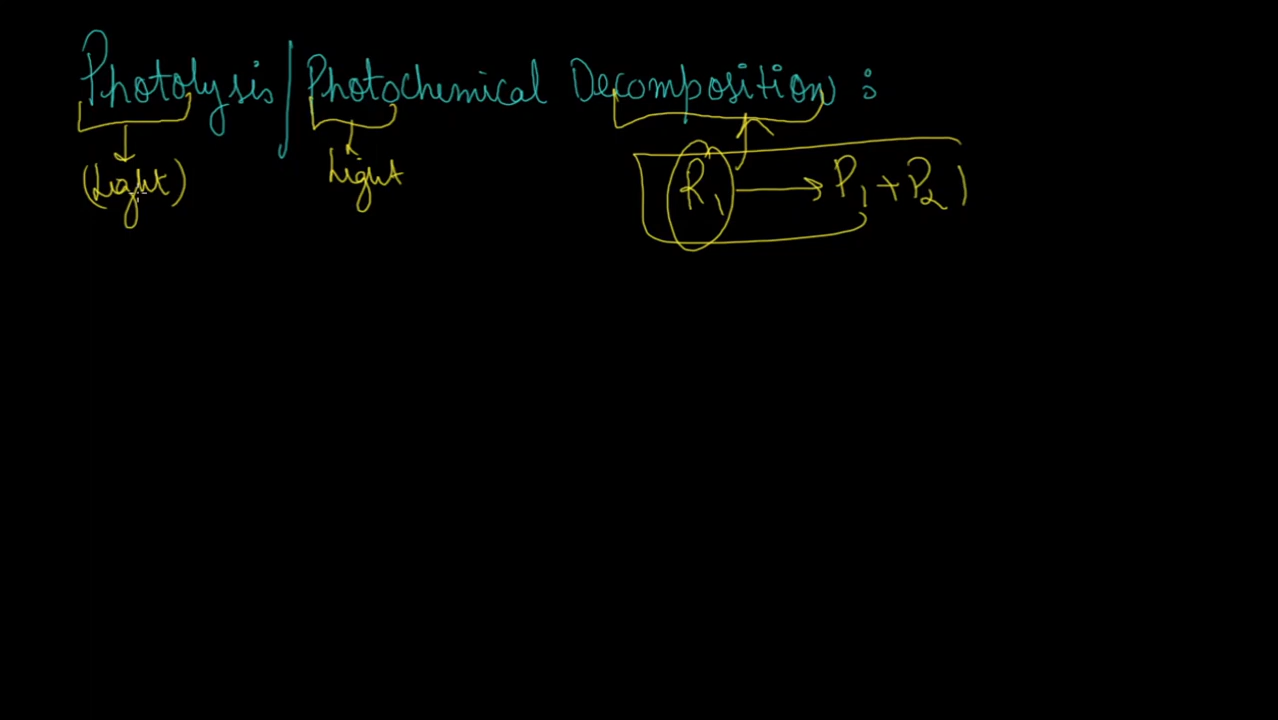 Photolysis/Photochemical Decomposition :
(Light) Light R₁ → P₁ + P₂)